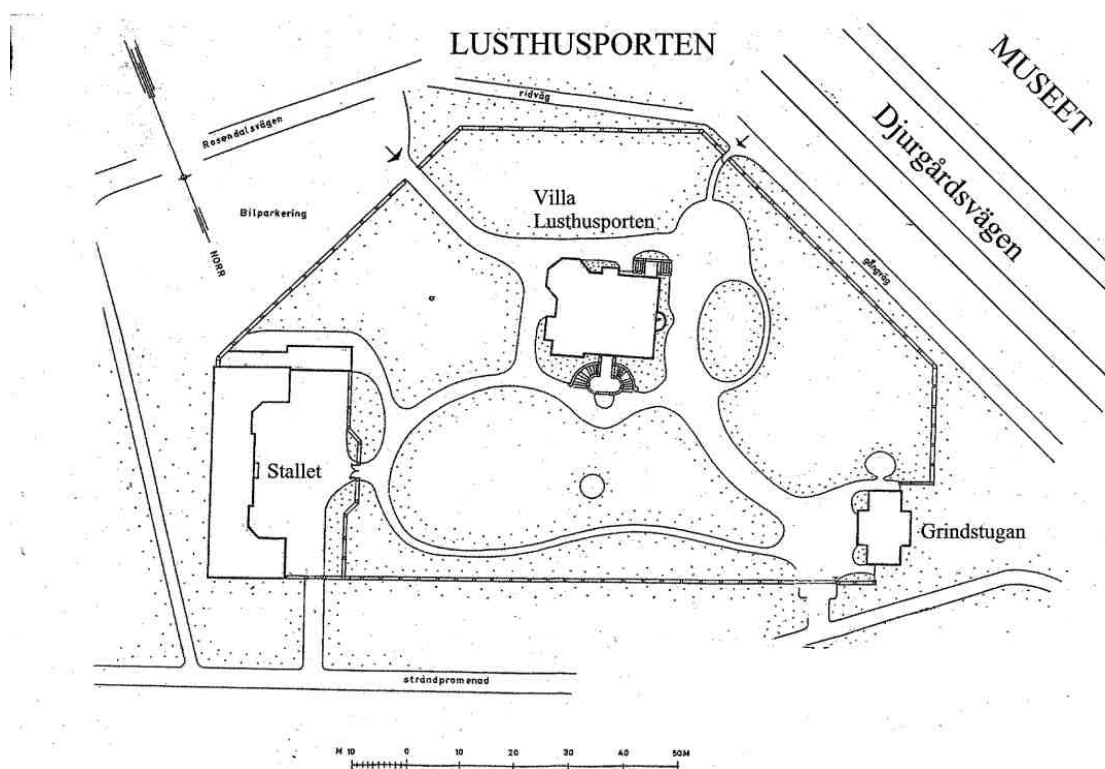 LUSTHUSPORTEN
MUSEET
Djurgårdsvägen
ridväg
Rosendalsvägen
Villa
Lusthusporten
Bilparkering
NORR
gångväg
Stallet
Grindstugan
strandpromenad
M 10 0 10 20 30 40 50M